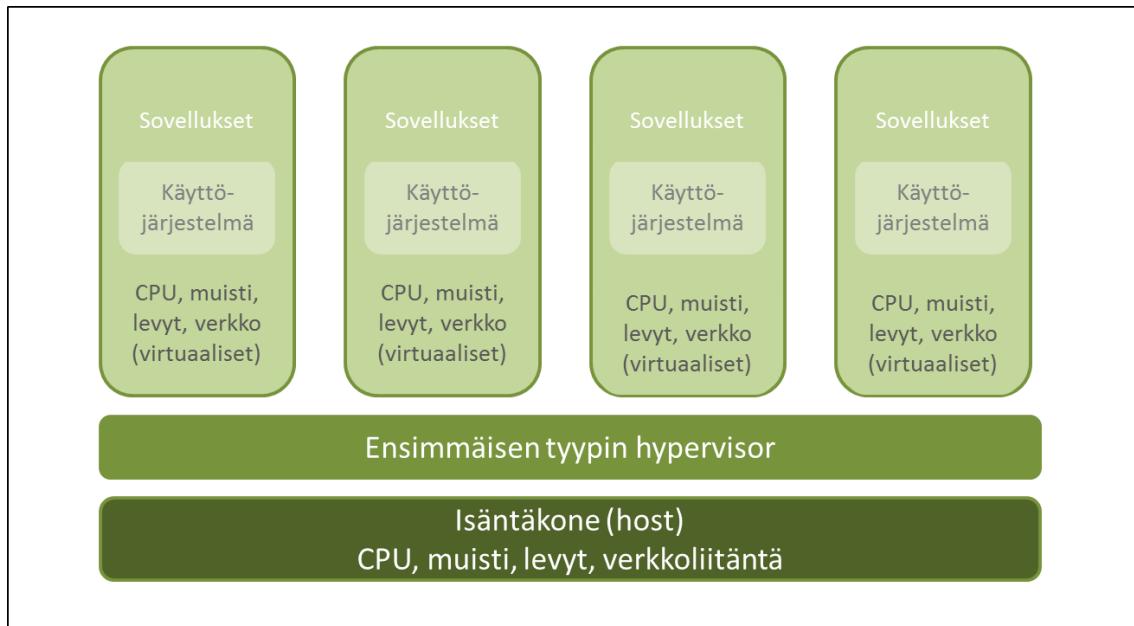 Sovellukset
Käyttö-
järjestelmä
CPU, muisti,
levyt, verkko
(virtuaaliset)
Sovellukset
Käyttö-
järjestelmä
CPU, muisti,
levyt, verkko
(virtuaaliset)
Sovellukset
Käyttö-
järjestelmä
CPU, muisti,
levyt, verkko
(virtuaaliset)
Sovellukset
Käyttö-
järjestelmä
CPU, muisti,
levyt, verkko
(virtuaaliset)
Ensimmäisen tyypin hypervisor
Isäntäkone (host)
CPU, muisti, levyt, verkkoliitäntä